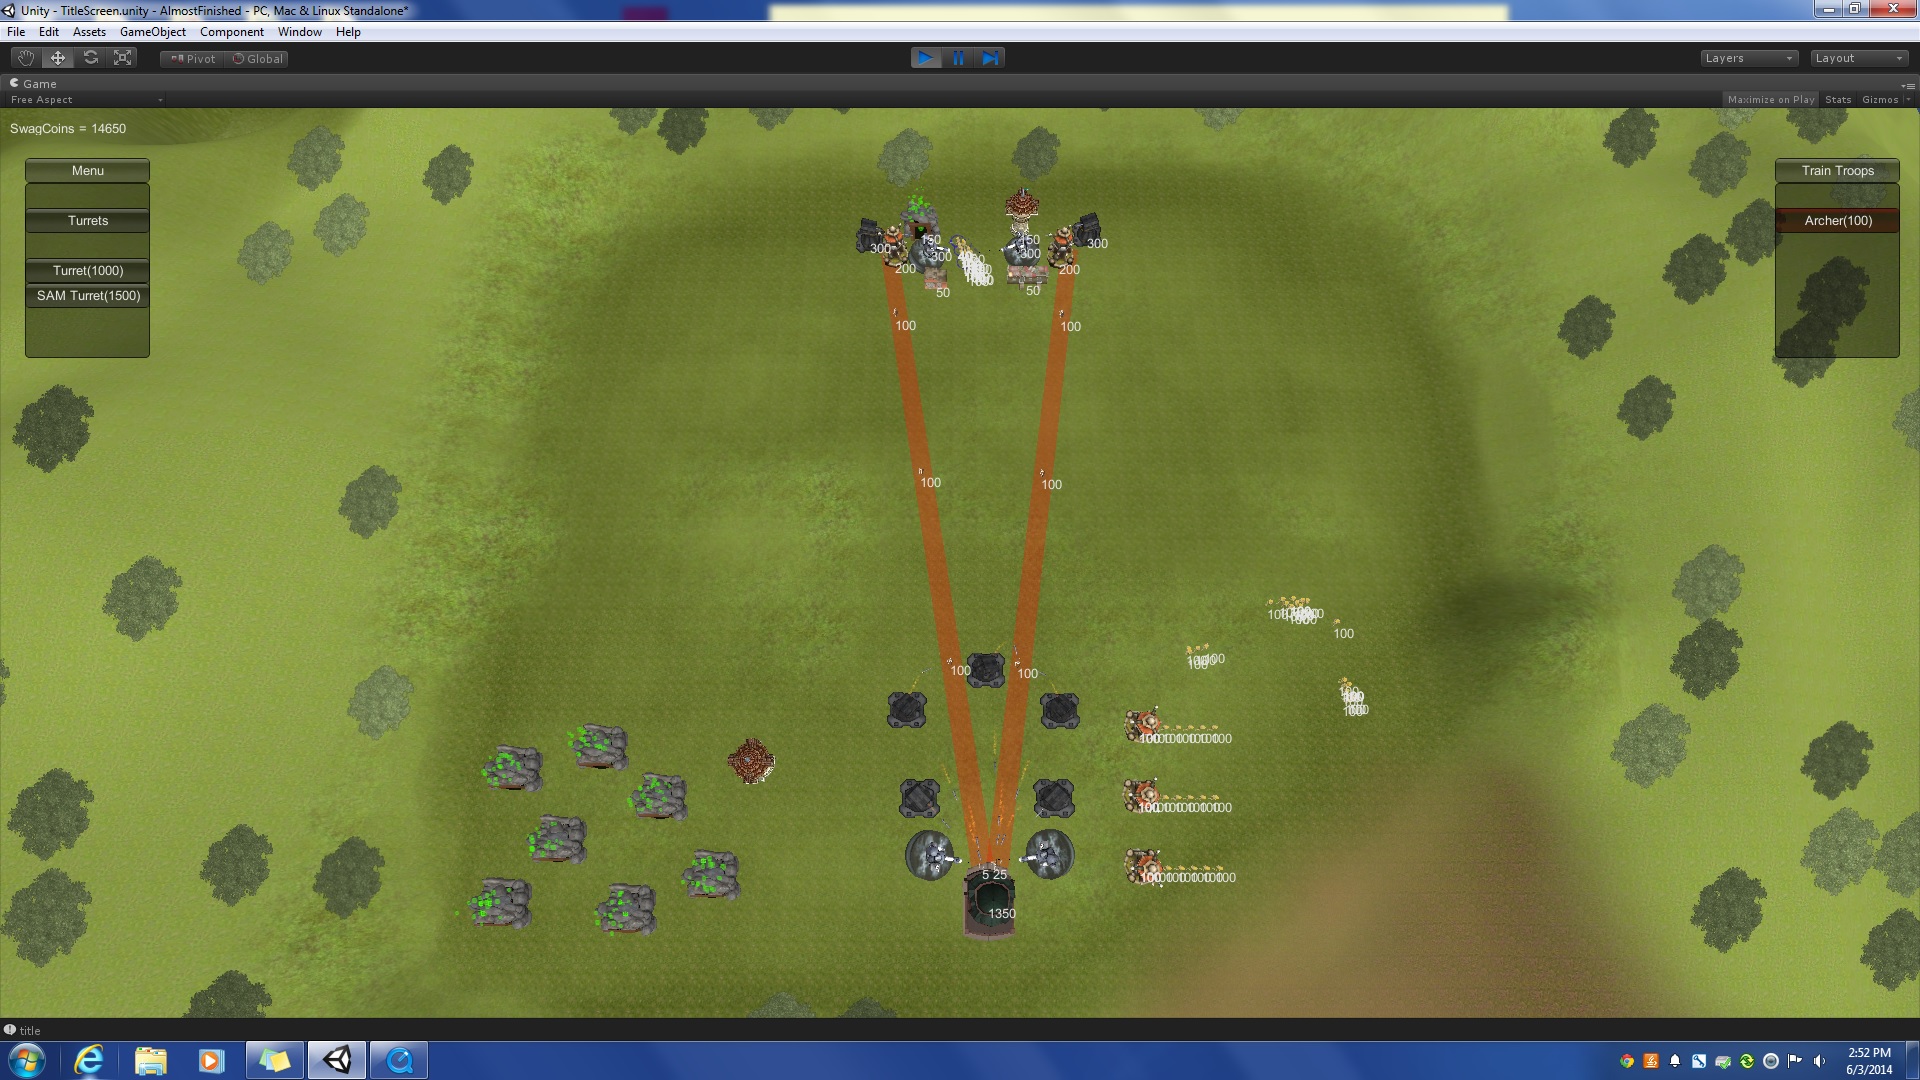 Unity - TitleScreen.unity - AlmostFinished - PC, Mac & Linux Standalone*
File Edit Assets GameObject Component Window Help
Pivot Global Layers Layout
Game
Free Aspect Maximize on Play Stats Gizmos
SwagCoins = 14650
Menu
Train Troops
Turrets
Archer(100)
Turret(1000)
SAM Turret(1500)
150 150
300 300 300 300
200 200
50 50
100 100
100 100
100
100 100
5 25
1350
title
2:52 PM
6/3/2014